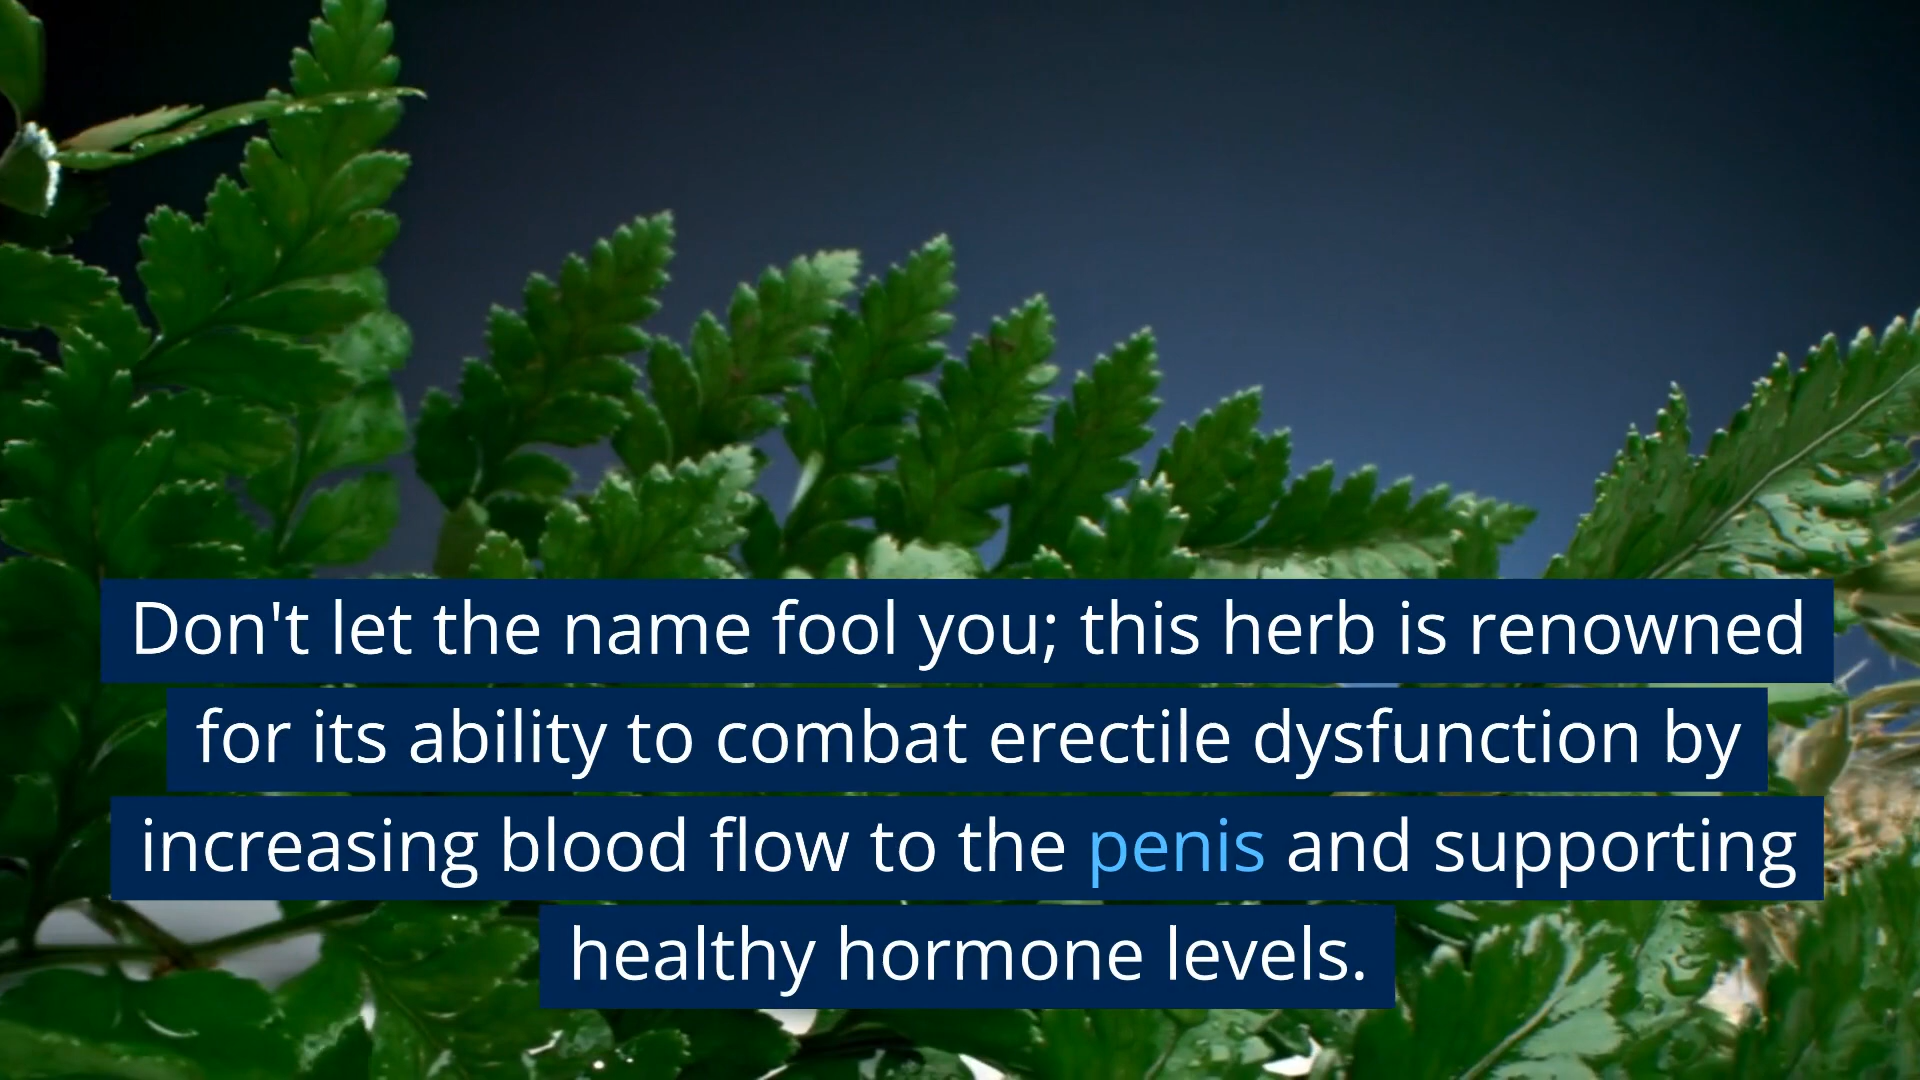 Don't let the name fool you; this herb is renowned
for its ability to combat erectile dysfunction by
increasing blood flow to the penis and supporting
healthy hormone levels.